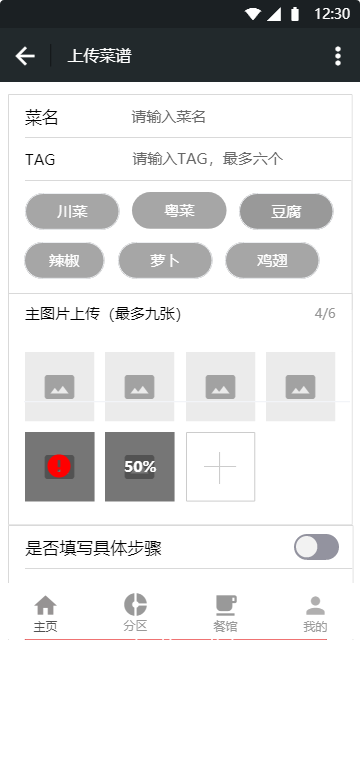 12:30
上传菜谱
菜名 请输入菜名
TAG 请输入TAG，最多六个
川菜 粤菜 豆腐
辣椒 萝卜 鸡翅
主图片上传（最多九张） 4/6
! 50%
是否填写具体步骤
主页 分区 餐馆 我的